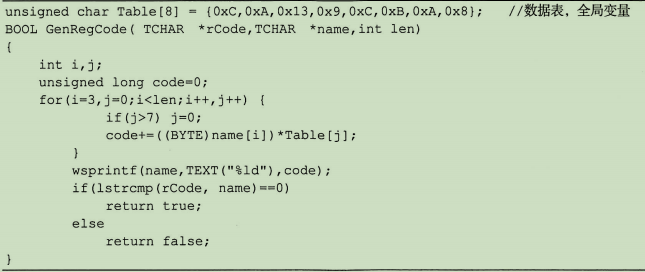 unsigned char Table[8] = {0xC,0xA,0x13,0x9,0xC,0xB,0xA,0x8};   //数据表，全局变量
BOOL GenRegCode( TCHAR  *rCode,TCHAR  *name,int len)
{
    int i,j;
    unsigned long code=0;
    for(i=3,j=0;i<len;i++,j++) {
            if(j>7) j=0;
            code+=((BYTE)name[i])*Table[j];
        }
        wsprintf(name,TEXT("%ld"),code);
        if(lstrcmp(rCode, name)==0)
            return true;
        else
            return false;
}